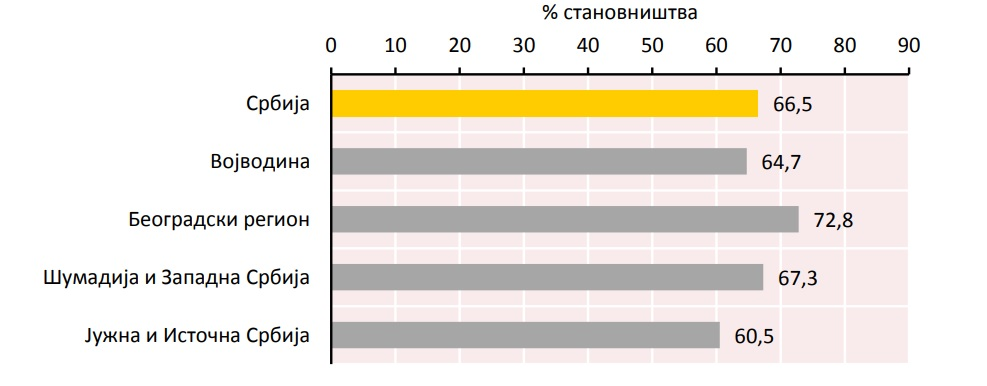 % становништва
0 10 20 30 40 50 60 70 80 90
Србија 66,5
Војводина 64,7
Београдски регион 72,8
Шумадија и Западна Србија 67,3
Јужна и Источна Србија 60,5